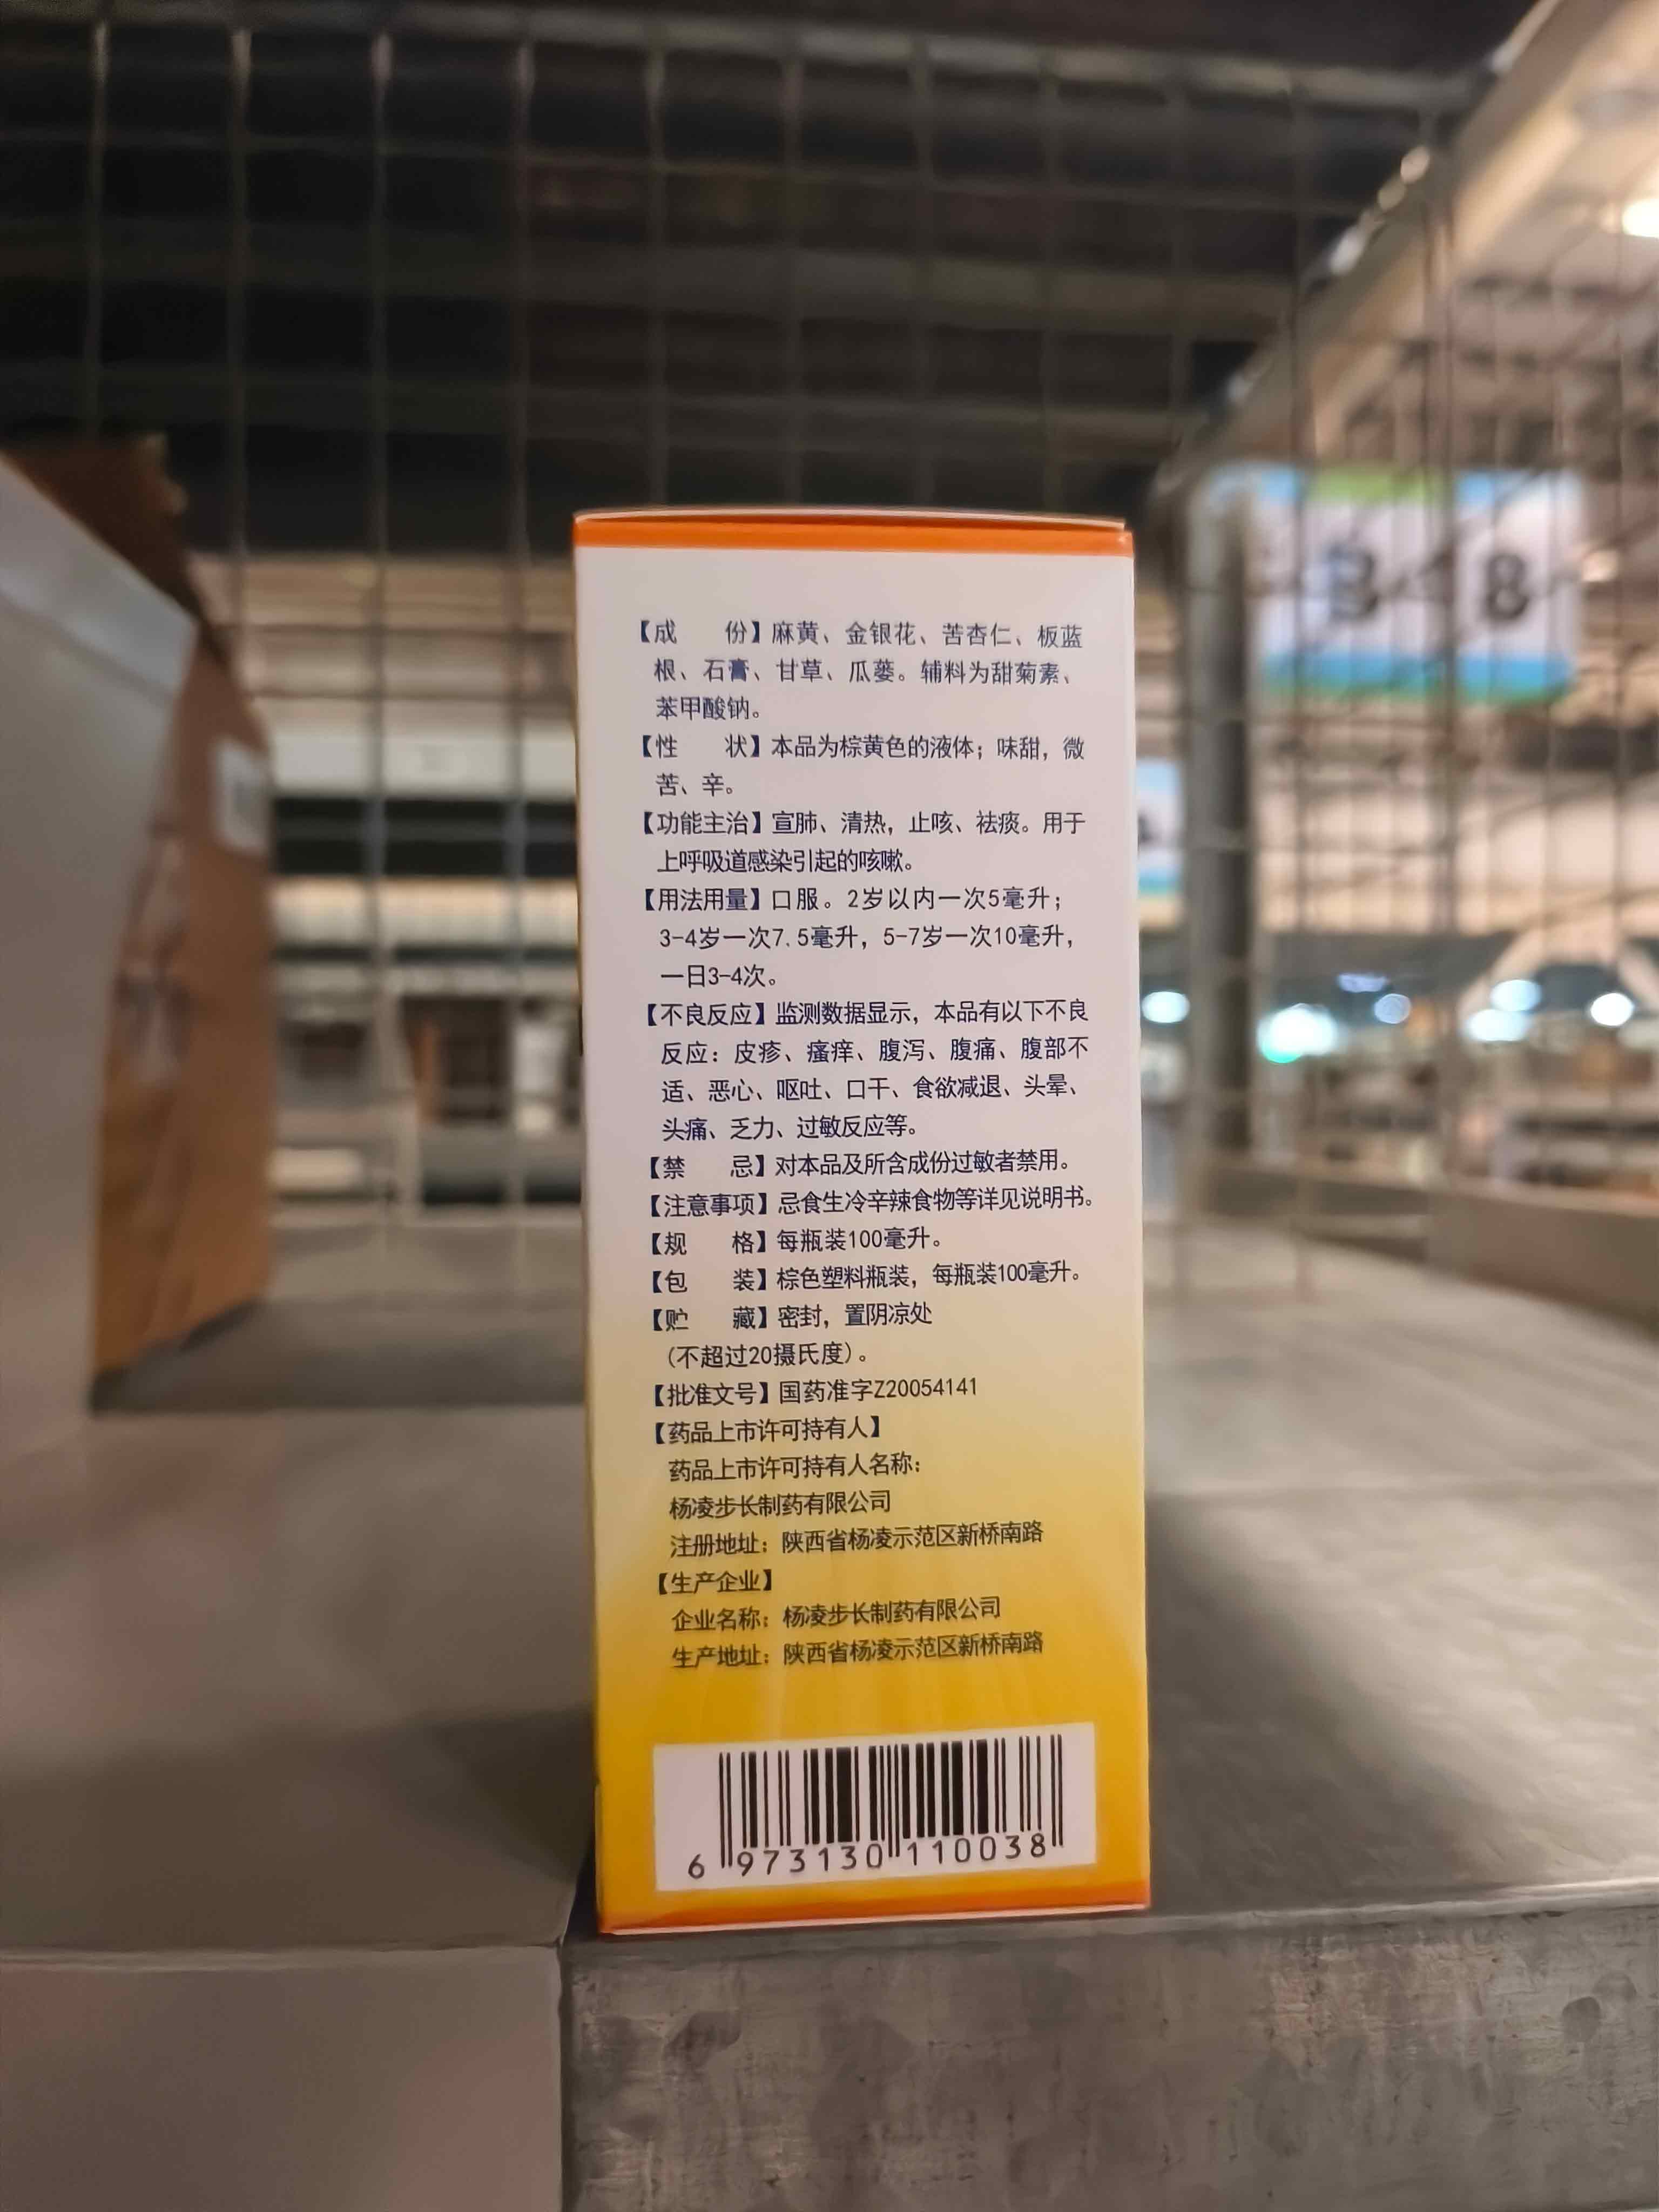 【成　　份】麻黄、金银花、苦杏仁、板蓝
根、石膏、甘草、瓜蒌。辅料为甜菊素、
苯甲酸钠。
【性　　状】本品为棕黄色的液体；味甜，微
苦、辛。
【功能主治】宣肺、清热，止咳、祛痰。用于
上呼吸道感染引起的咳嗽。
【用法用量】口服。2岁以内一次5毫升；
3-4岁一次7.5毫升，5-7岁一次10毫升，
一日3-4次。
【不良反应】监测数据显示，本品有以下不良
反应：皮疹、瘙痒、腹泻、腹痛、腹部不
适、恶心、呕吐、口干、食欲减退、头晕、
头痛、乏力、过敏反应等。
【禁　　忌】对本品及所含成份过敏者禁用。
【注意事项】忌食生冷辛辣食物等详见说明书。
【规　　格】每瓶装100毫升。
【包　　装】棕色塑料瓶装，每瓶装100毫升。
【贮　　藏】密封，置阴凉处
(不超过20摄氏度)。
【批准文号】国药准字Z20054141
【药品上市许可持有人】
药品上市许可持有人名称：
杨凌步长制药有限公司
注册地址：陕西省杨凌示范区新桥南路
【生产企业】
企业名称：杨凌步长制药有限公司
生产地址：陕西省杨凌示范区新桥南路
6 973130 110038
B 8